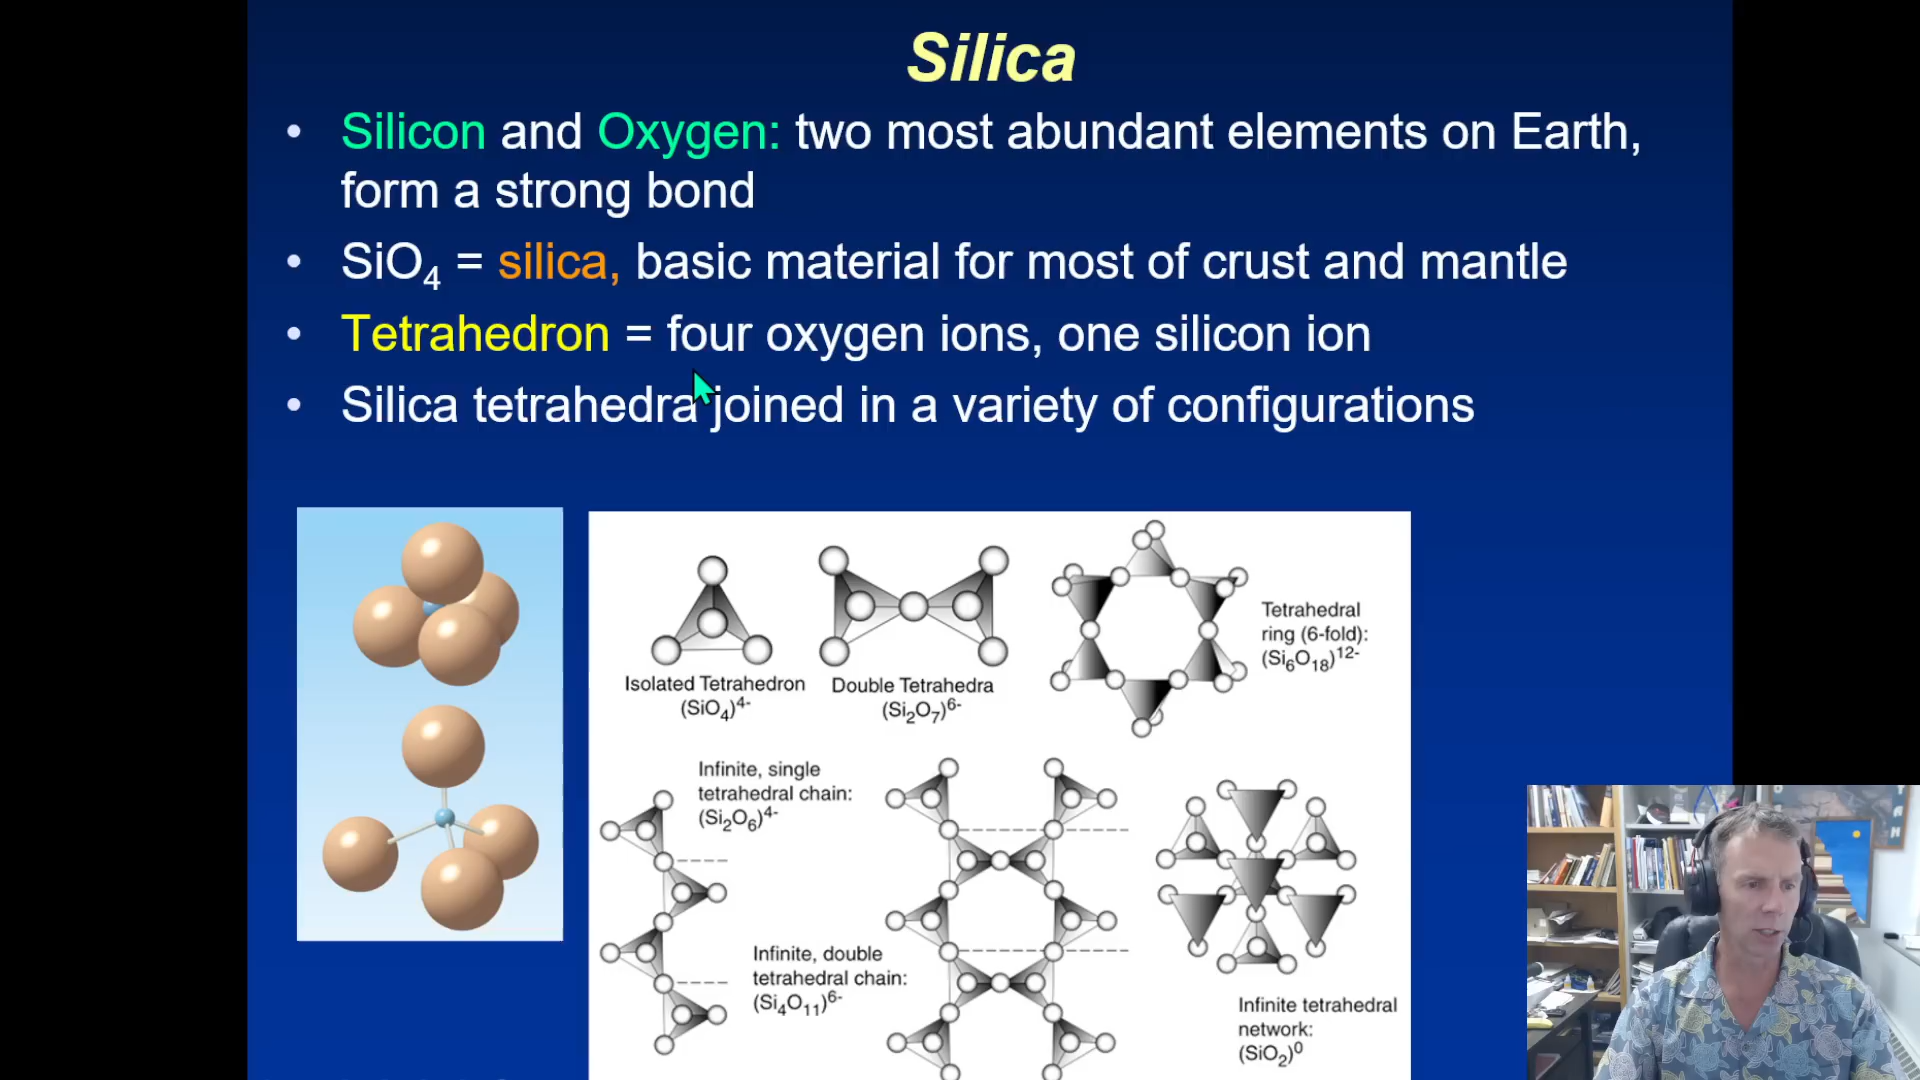 Silica
• Silicon and Oxygen: two most abundant elements on Earth,
form a strong bond
• SiO₄ = silica, basic material for most of crust and mantle
• Tetrahedron = four oxygen ions, one silicon ion
• Silica tetrahedra joined in a variety of configurations
Isolated Tetrahedron
(SiO₄)⁴⁻
Double Tetrahedra
(Si₂O₇)⁶⁻
Tetrahedral
ring (6-fold):
(Si₆O₁₈)¹²⁻
Infinite, single
tetrahedral chain:
(Si₂O₆)⁴⁻
Infinite, double
tetrahedral chain:
(Si₄O₁₁)⁶⁻
Infinite tetrahedral
network:
(SiO₂)⁰